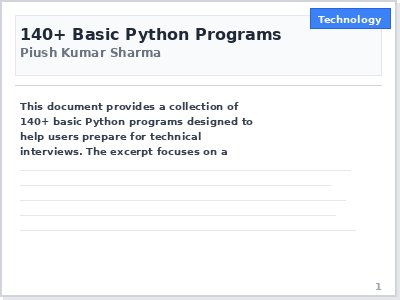 Technology
140+ Basic Python Programs
Piush Kumar Sharma
This document provides a collection of
140+ basic Python programs designed to
help users prepare for technical
interviews. The excerpt focuses on a
1